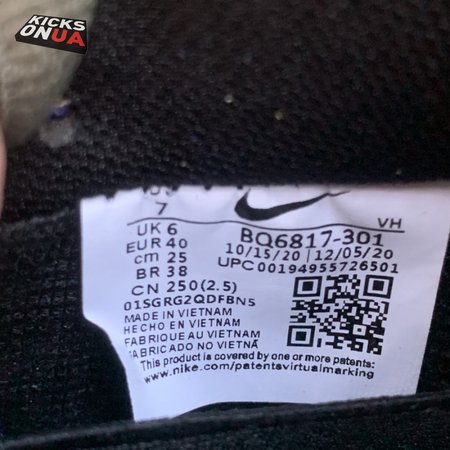 KICKS
ON UA
7
VH
UK 6
BQ6817-301
EUR 40
10/15/20 12/05/20
cm 25
UPC 00194955726501
BR 38
CN 250(2.5)
01SGRG2QDFBN5
MADE IN VIETNAM
HECHO EN VIETNAM
FABRIQUE AU VIETNAM
FABRICADO NO VIETNÃ
This product is covered by one or more patents:
www.nike.com/patentsvirtualmarking